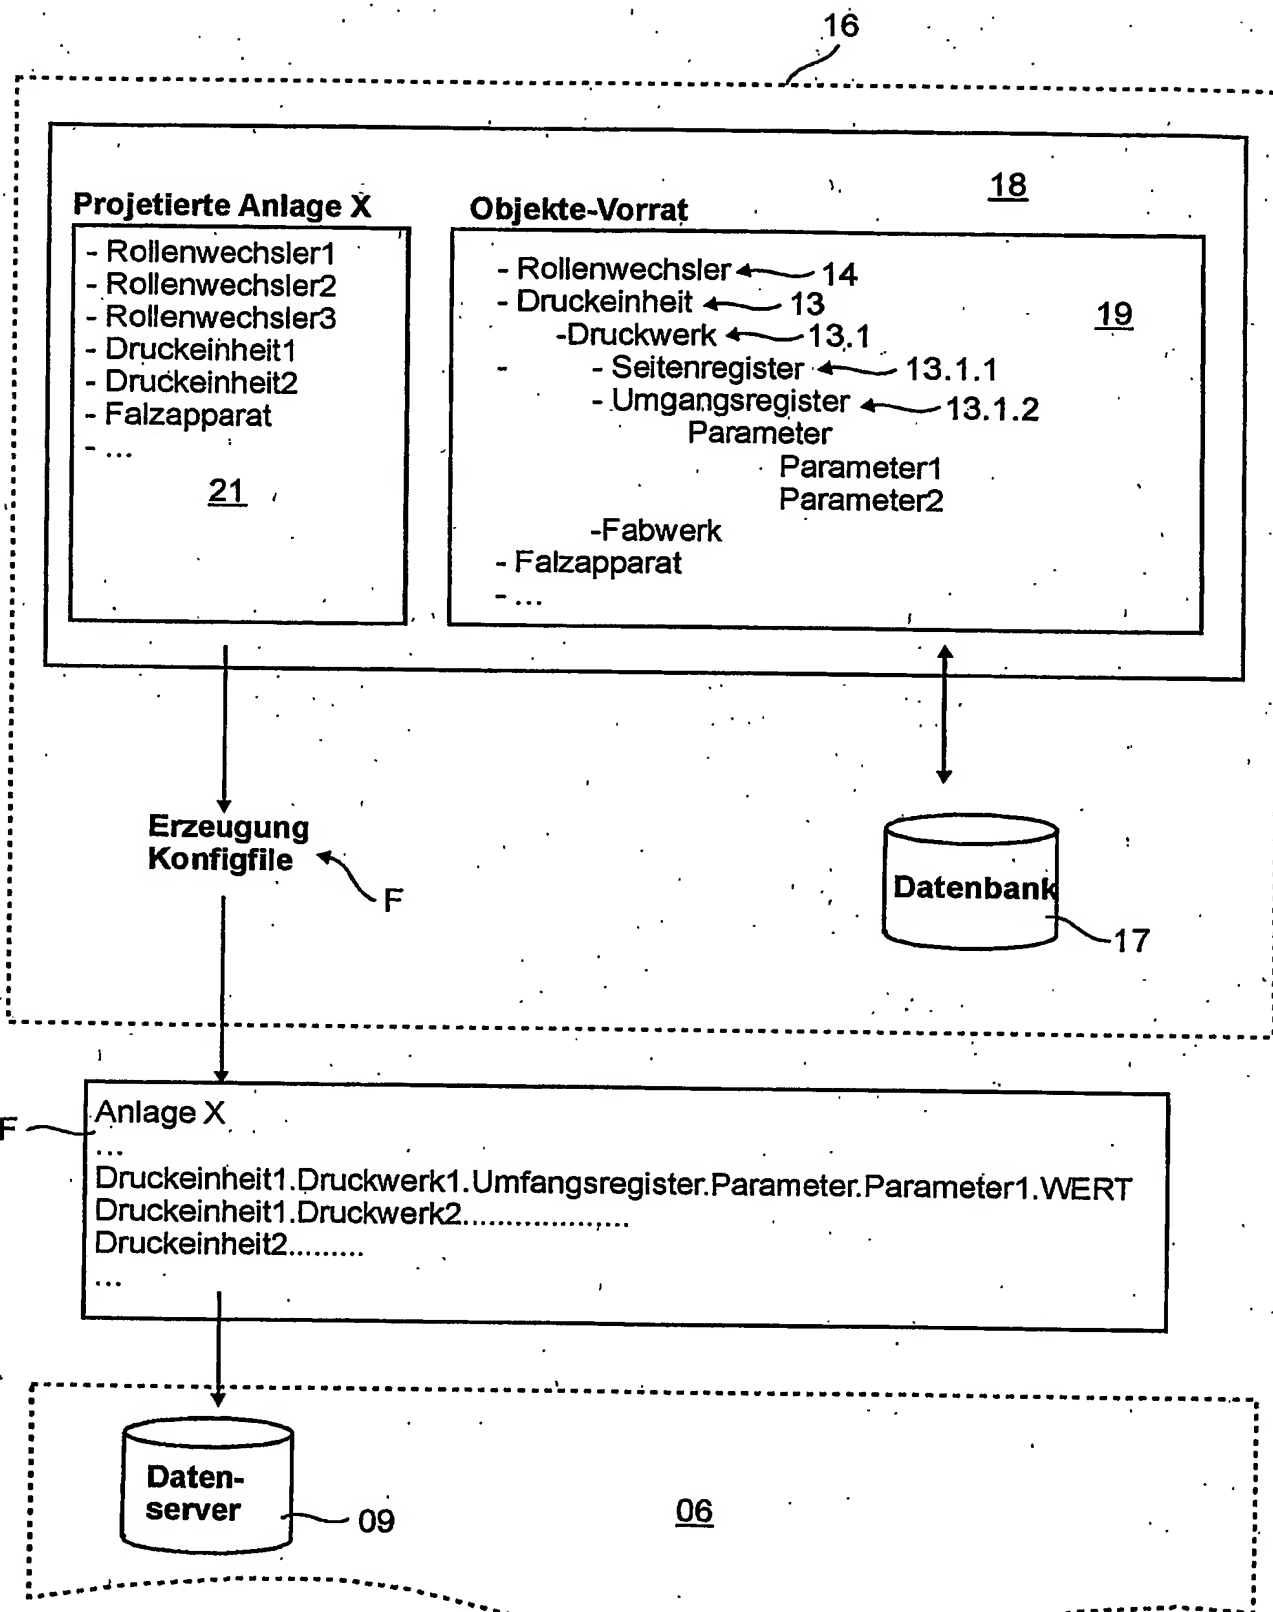 16
18
Projetierte Anlage X
- Rollenwechsler1
- Rollenwechsler2
- Rollenwechsler3
- Druckeinheit1
- Druckeinheit2
- Falzapparat
- ...
21
Objekte-Vorrat
- Rollenwechsler 14
- Druckeinheit 13
-Druckwerk 13.1
- - Seitenregister 13.1.1
- Umgangsregister 13.1.2
Parameter
Parameter1
Parameter2
-Fabwerk
- Falzapparat
- ...
19
Erzeugung
Konfigfile
F
Datenbank
17
F
Anlage X
...
Druckeinheit1.Druckwerk1.Umfangsregister.Parameter.Parameter1.WERT
Druckeinheit1.Druckwerk2....................
Druckeinheit2.........
...
Daten-
server
09
06